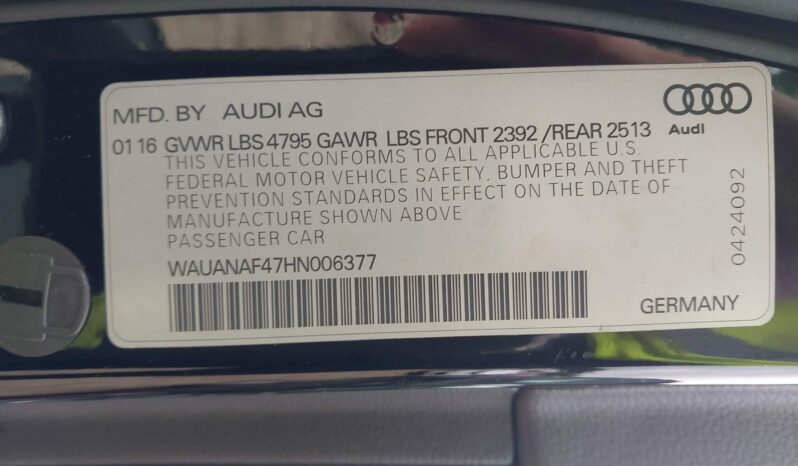 MFD. BY AUDI AG
Audi
01 16 GVWR LBS 4795 GAWR LBS FRONT 2392 /REAR 2513
THIS VEHICLE CONFORMS TO ALL APPLICABLE U.S.
FEDERAL MOTOR VEHICLE SAFETY, BUMPER AND THEFT
PREVENTION STANDARDS IN EFFECT ON THE DATE OF
MANUFACTURE SHOWN ABOVE
PASSENGER CAR
WAUANAF47HN006377
GERMANY
0424092